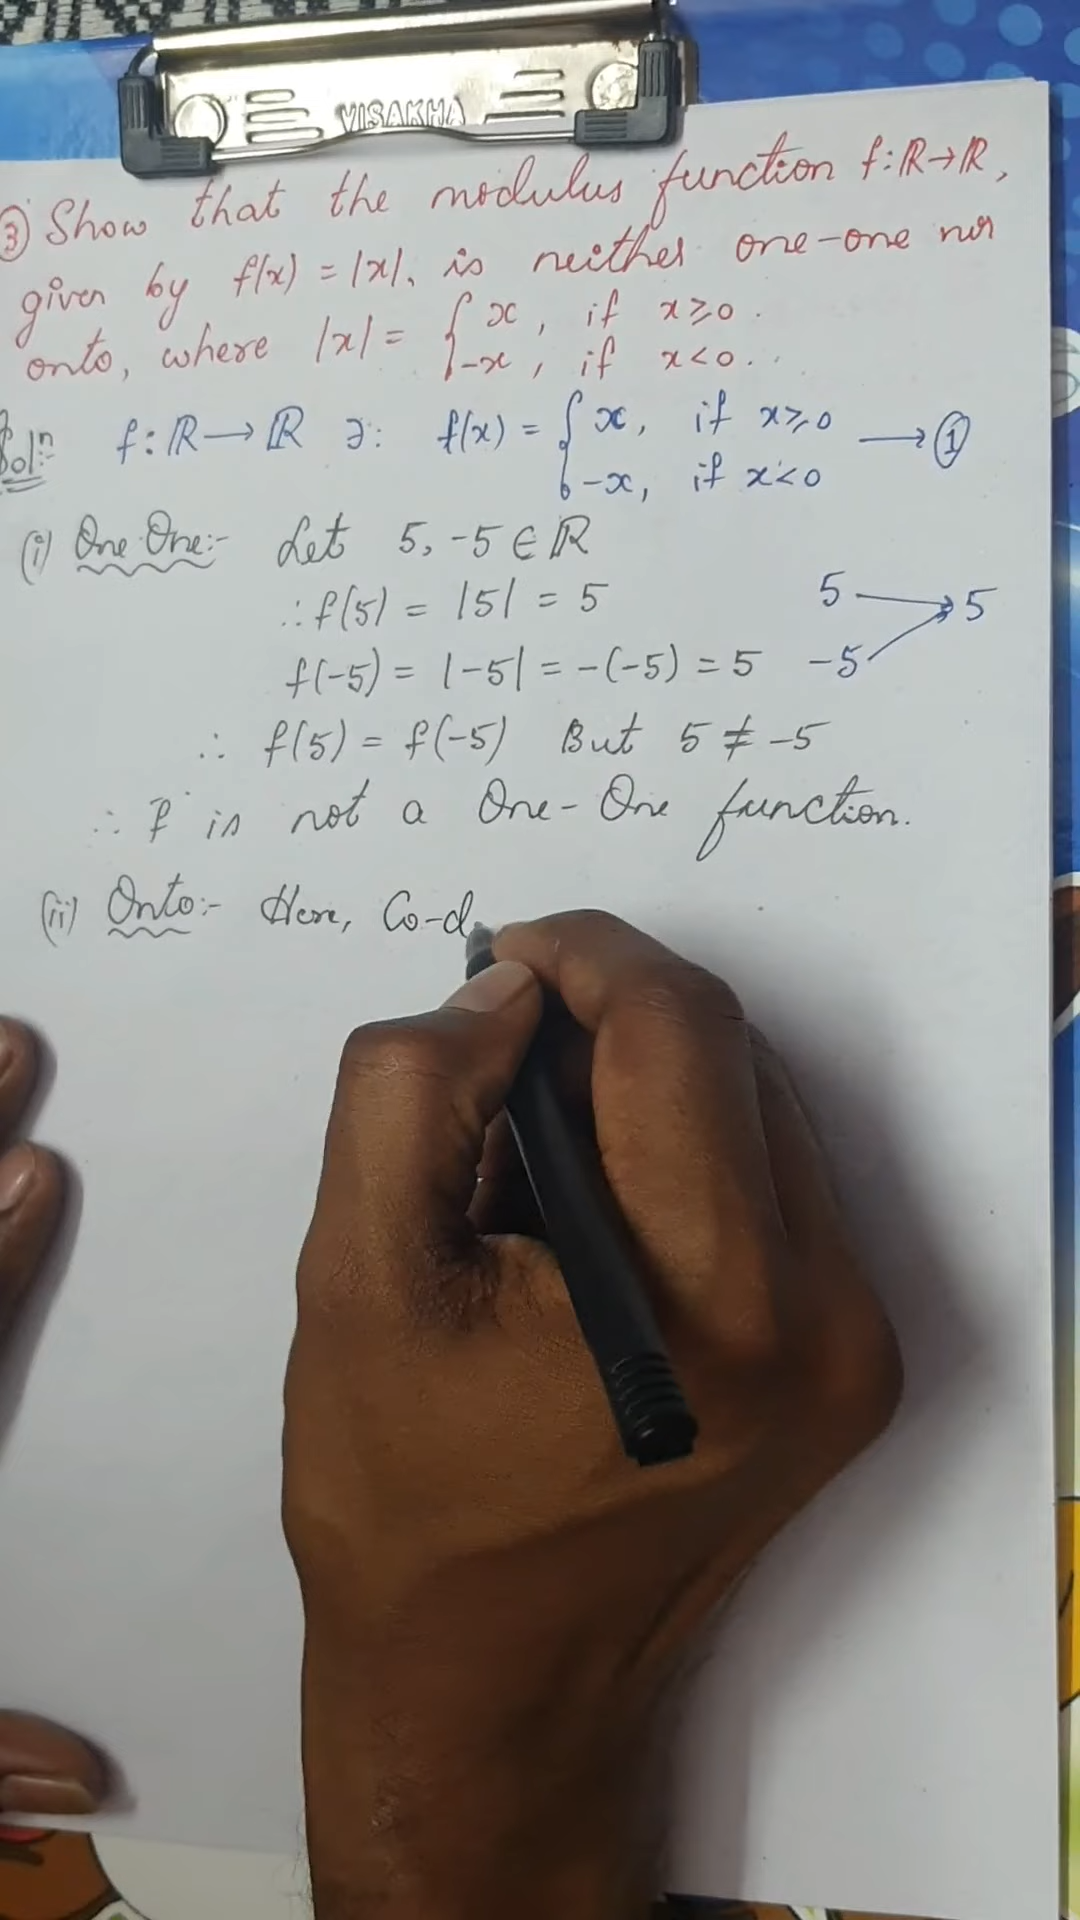 VISAKHA
③ Show that the modulus function f:ℝ→ℝ,
given by f(x) = |x|, is neither one-one nor
onto, where |x| = { x, if x≥0.
-x, if x<0.
Solⁿ:- f:ℝ→ℝ ∋: f(x) = { x, if x≥0 → ①
-x, if x<0
(i) One-One:- Let 5, -5 ∈ ℝ
∴ f(5) = |5| = 5 5 → 5
f(-5) = |-5| = -(-5) = 5 -5
∴ f(5) = f(-5) But 5 ≠ -5
∴ f is not a One-One function.
(ii) Onto:- Here, Co-d